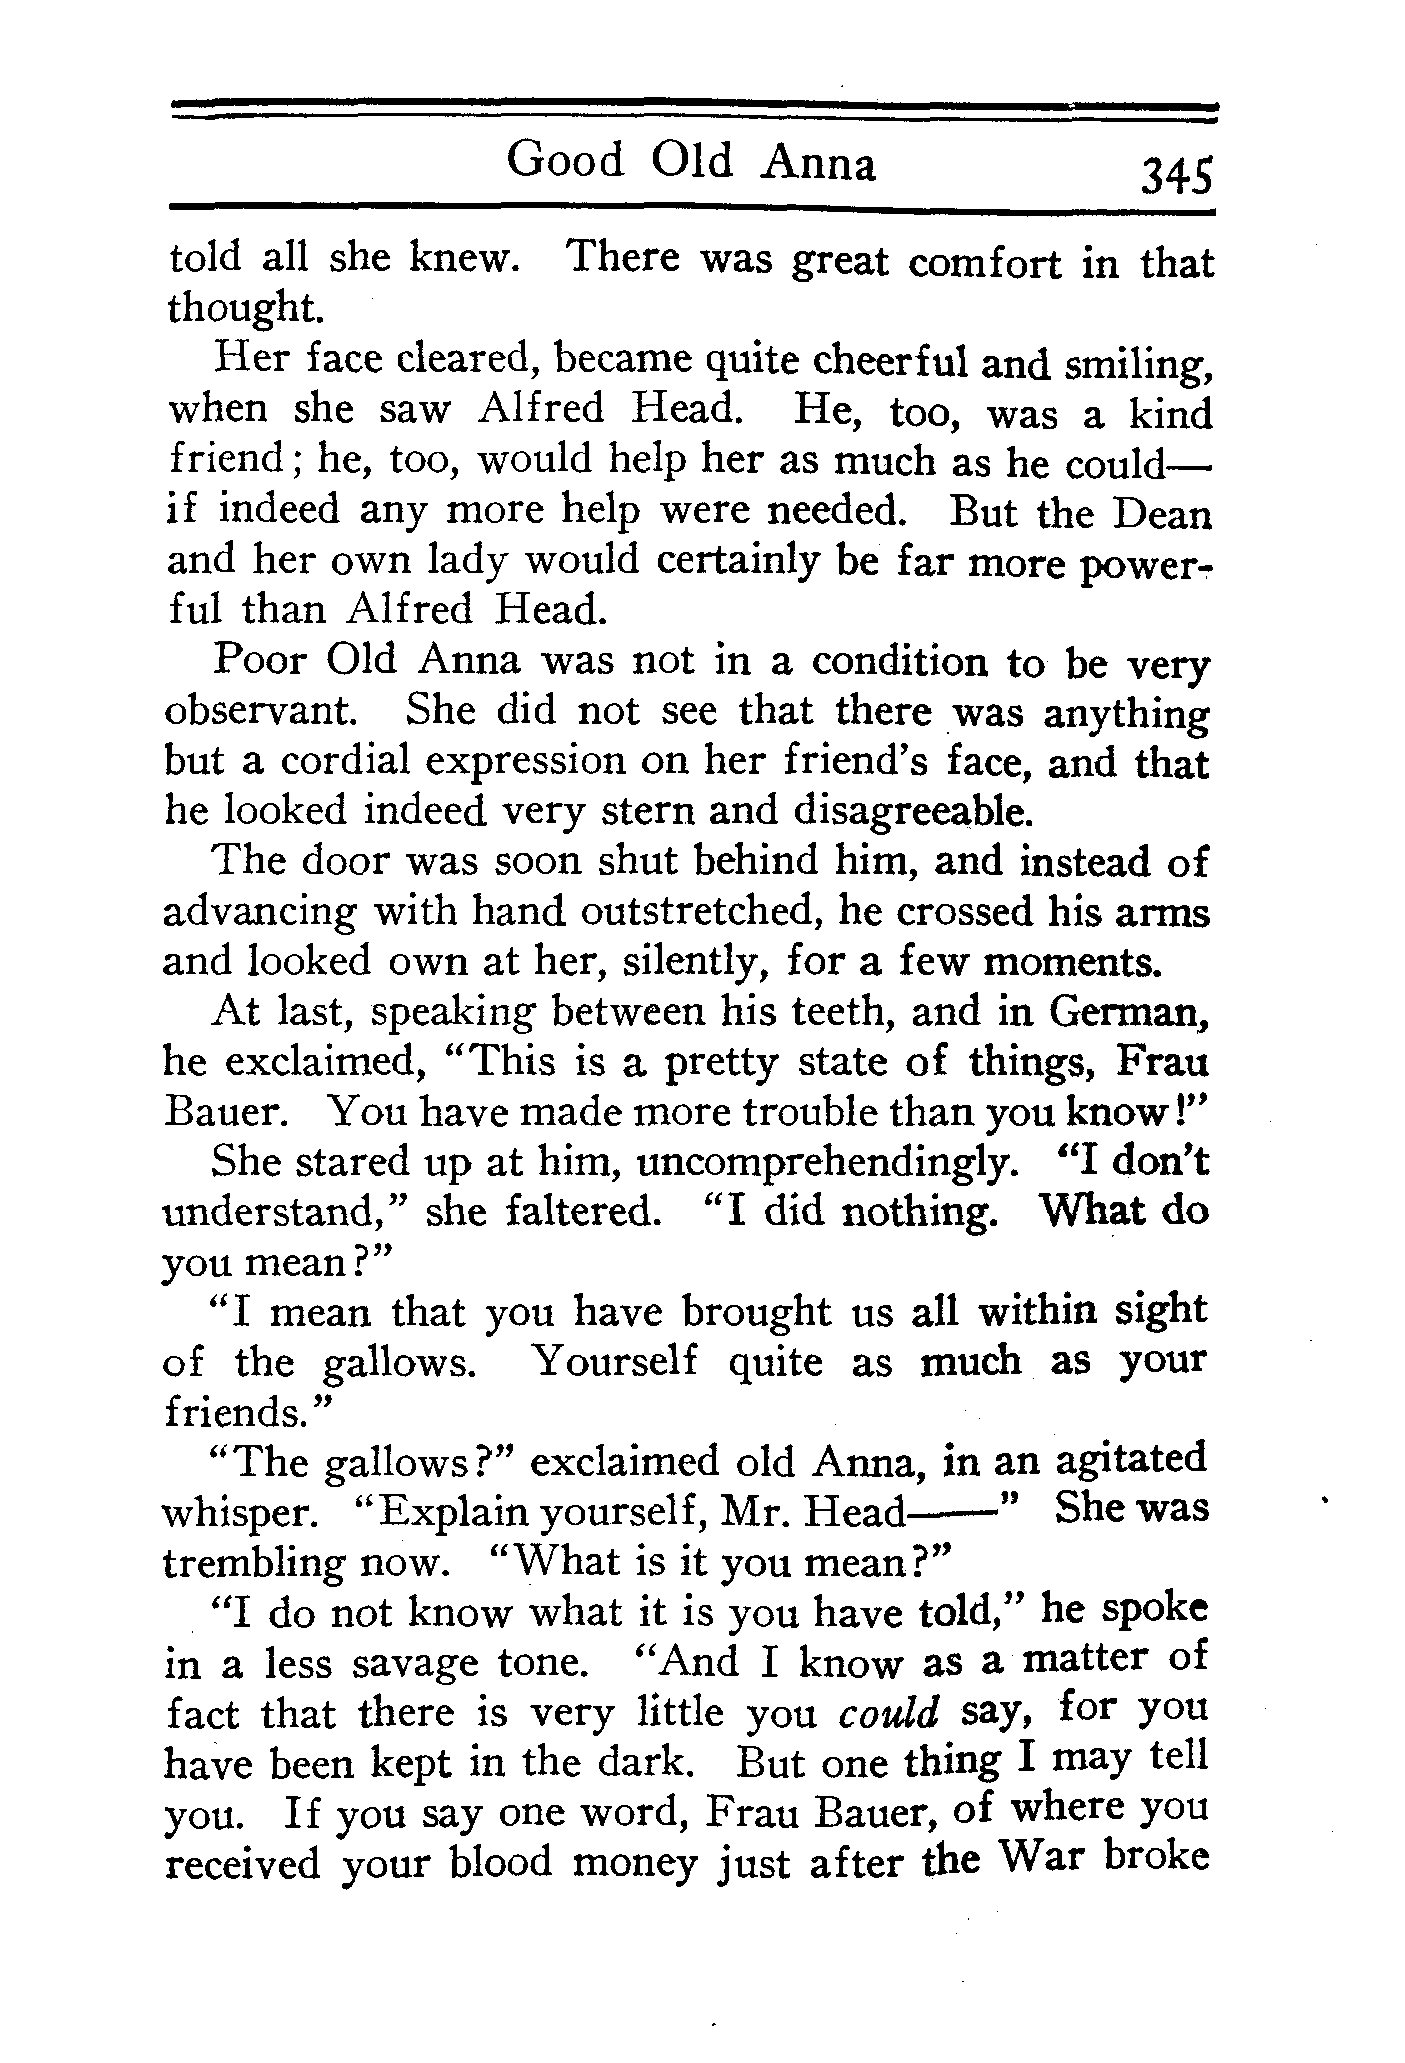 Good Old Anna 345
told all she knew. There was great comfort in that
thought.
Her face cleared, became quite cheerful and smiling,
when she saw Alfred Head. He, too, was a kind
friend; he, too, would help her as much as he could—
if indeed any more help were needed. But the Dean
and her own lady would certainly be far more power-
ful than Alfred Head.
Poor Old Anna was not in a condition to be very
observant. She did not see that there was anything
but a cordial expression on her friend's face, and that
he looked indeed very stern and disagreeable.
The door was soon shut behind him, and instead of
advancing with hand outstretched, he crossed his arms
and looked own at her, silently, for a few moments.
At last, speaking between his teeth, and in German,
he exclaimed, "This is a pretty state of things, Frau
Bauer. You have made more trouble than you know!"
She stared up at him, uncomprehendingly. "I don't
understand," she faltered. "I did nothing. What do
you mean?"
"I mean that you have brought us all within sight
of the gallows. Yourself quite as much as your
friends."
"The gallows?" exclaimed old Anna, in an agitated
whisper. "Explain yourself, Mr. Head——" She was
trembling now. "What is it you mean?"
"I do not know what it is you have told," he spoke
in a less savage tone. "And I know as a matter of
fact that there is very little you could say, for you
have been kept in the dark. But one thing I may tell
you. If you say one word, Frau Bauer, of where you
received your blood money just after the War broke